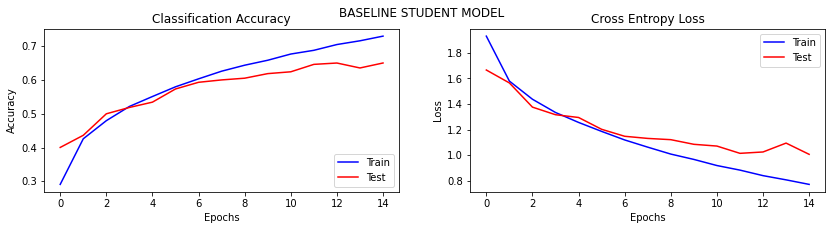 BASELINE STUDENT MODEL
Classification Accuracy
0.7
0.6
0.5
0.4
0.3
Accuracy
0 2 4 6 8 10 12 14
Epochs
Train
Test
Cross Entropy Loss
1.8
1.6
1.4
1.2
1.0
0.8
Loss
0 2 4 6 8 10 12 14
Epochs
Train
Test